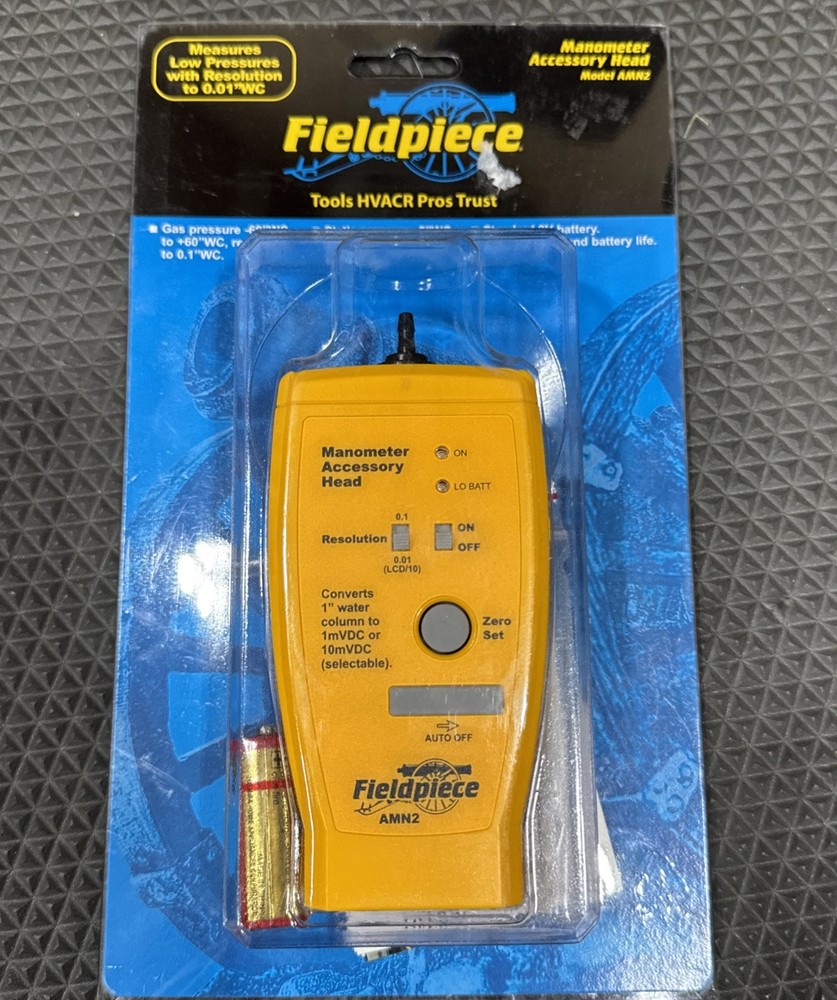 Measures
Low Pressures
with Resolution
to 0.01"WC
Manometer
Accessory Head
Model AMN2
Fieldpiece
Tools HVACR Pros Trust
Gas pressure
to +60"WC,
to 0.1"WC.
battery.
battery life.
Manometer
Accessory
Head
ON
LO BATT
0.1
Resolution
0.01
(LCD/10)
ON
OFF
Converts
1" water
column to
1mVDC or
10mVDC
(selectable).
Zero
Set
AUTO OFF
Fieldpiece
AMN2